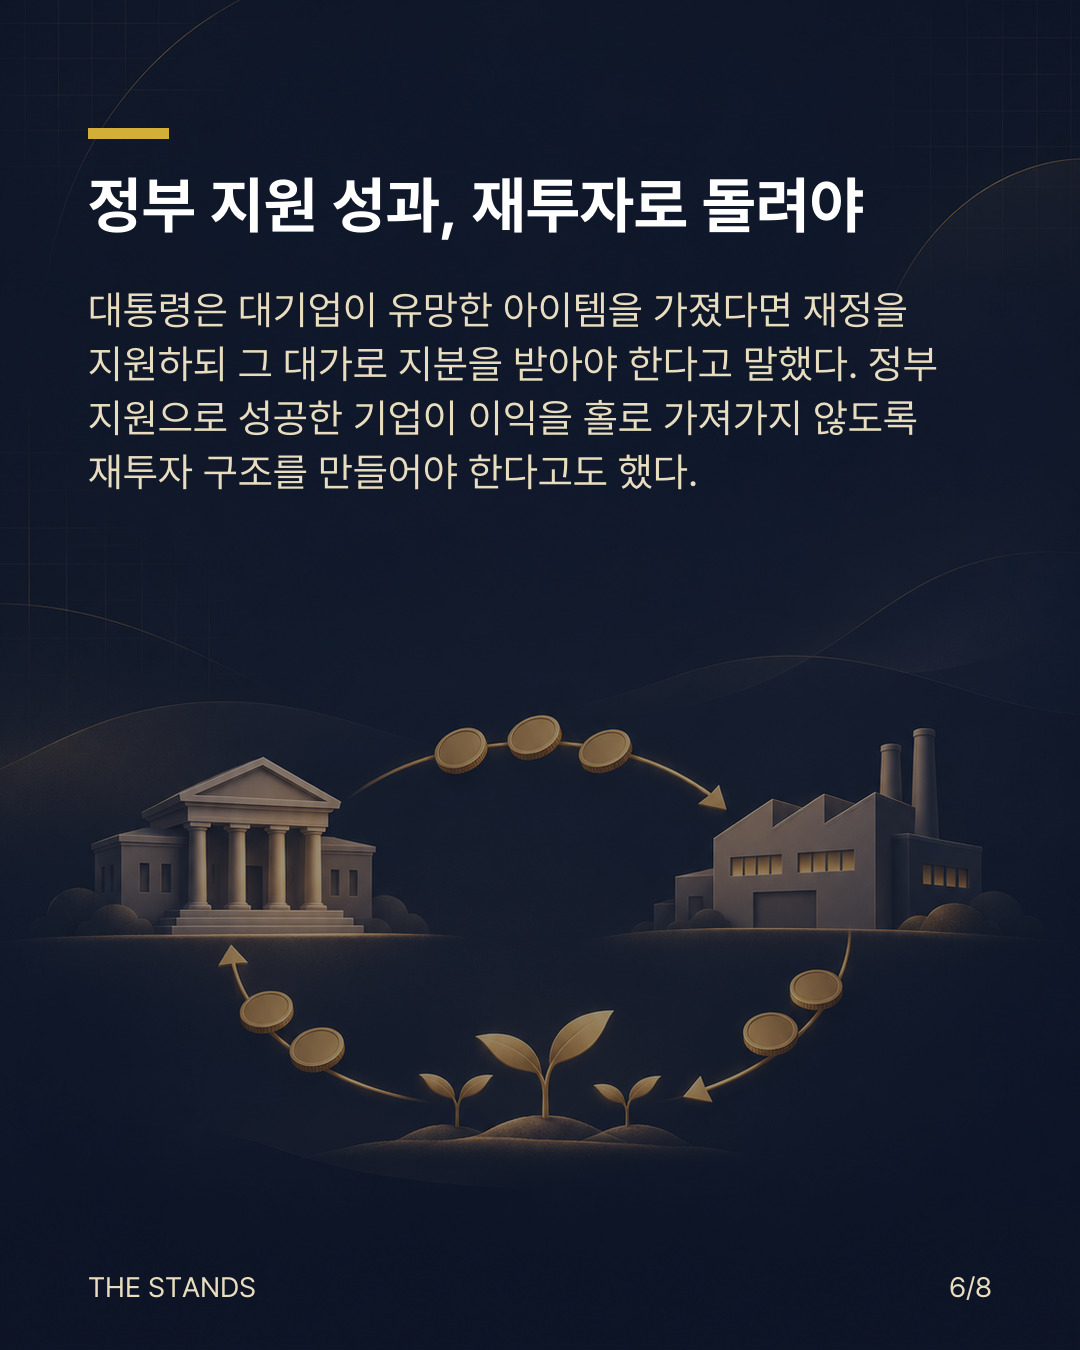 정부 지원 성과, 재투자로 돌려야
대통령은 대기업이 유망한 아이템을 가졌다면 재정을
지원하되 그 대가로 지분을 받아야 한다고 말했다. 정부
지원으로 성공한 기업이 이익을 홀로 가져가지 않도록
재투자 구조를 만들어야 한다고도 했다.
THE STANDS
6/8